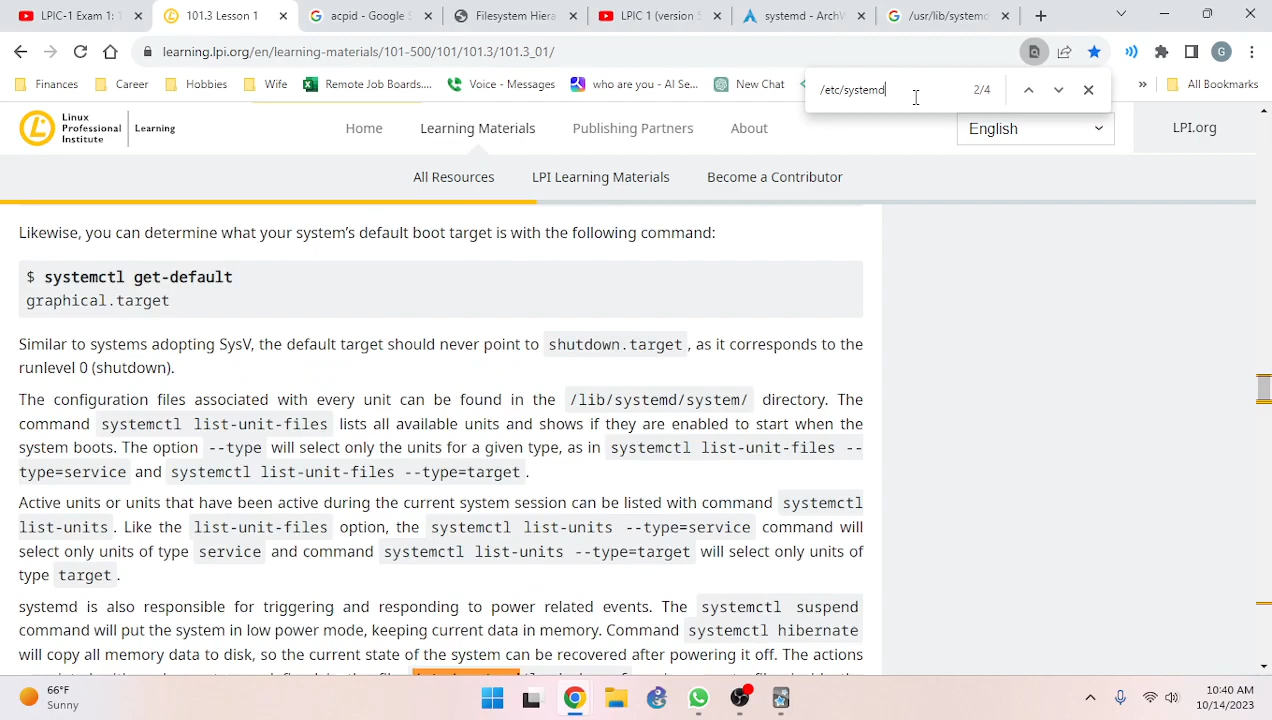 LPIC-1 Exam 1: 1
101.3 Lesson 1
acpid - Google S
Filesystem Hiera
LPIC 1 (version 5
systemd - ArchW
/usr/lib/systemd
learning.lpi.org/en/learning-materials/101-500/101/101.3/101.3_01/
G
Finances
Career
Hobbies
Wife
Remote Job Boards....
Voice - Messages
who are you - AI Se...
New Chat
»
All Bookmarks
/etc/systemd
2/4
Linux
Professional
Institute
Learning
Home
Learning Materials
Publishing Partners
About
English
LPI.org
All Resources
LPI Learning Materials
Become a Contributor
Likewise, you can determine what your system’s default boot target is with the following command:
$ systemctl get-default
graphical.target
Similar to systems adopting SysV, the default target should never point to shutdown.target, as it corresponds to the
runlevel 0 (shutdown).
The configuration files associated with every unit can be found in the /lib/systemd/system/ directory. The
command systemctl list-unit-files lists all available units and shows if they are enabled to start when the
system boots. The option --type will select only the units for a given type, as in systemctl list-unit-files --
type=service and systemctl list-unit-files --type=target.
Active units or units that have been active during the current system session can be listed with command systemctl
list-units. Like the list-unit-files option, the systemctl list-units --type=service command will
select only units of type service and command systemctl list-units --type=target will select only units of
type target.
systemd is also responsible for triggering and responding to power related events. The systemctl suspend
command will put the system in low power mode, keeping current data in memory. Command systemctl hibernate
will copy all memory data to disk, so the current state of the system can be recovered after powering it off. The actions
66°F
Sunny
10:40 AM
10/14/2023